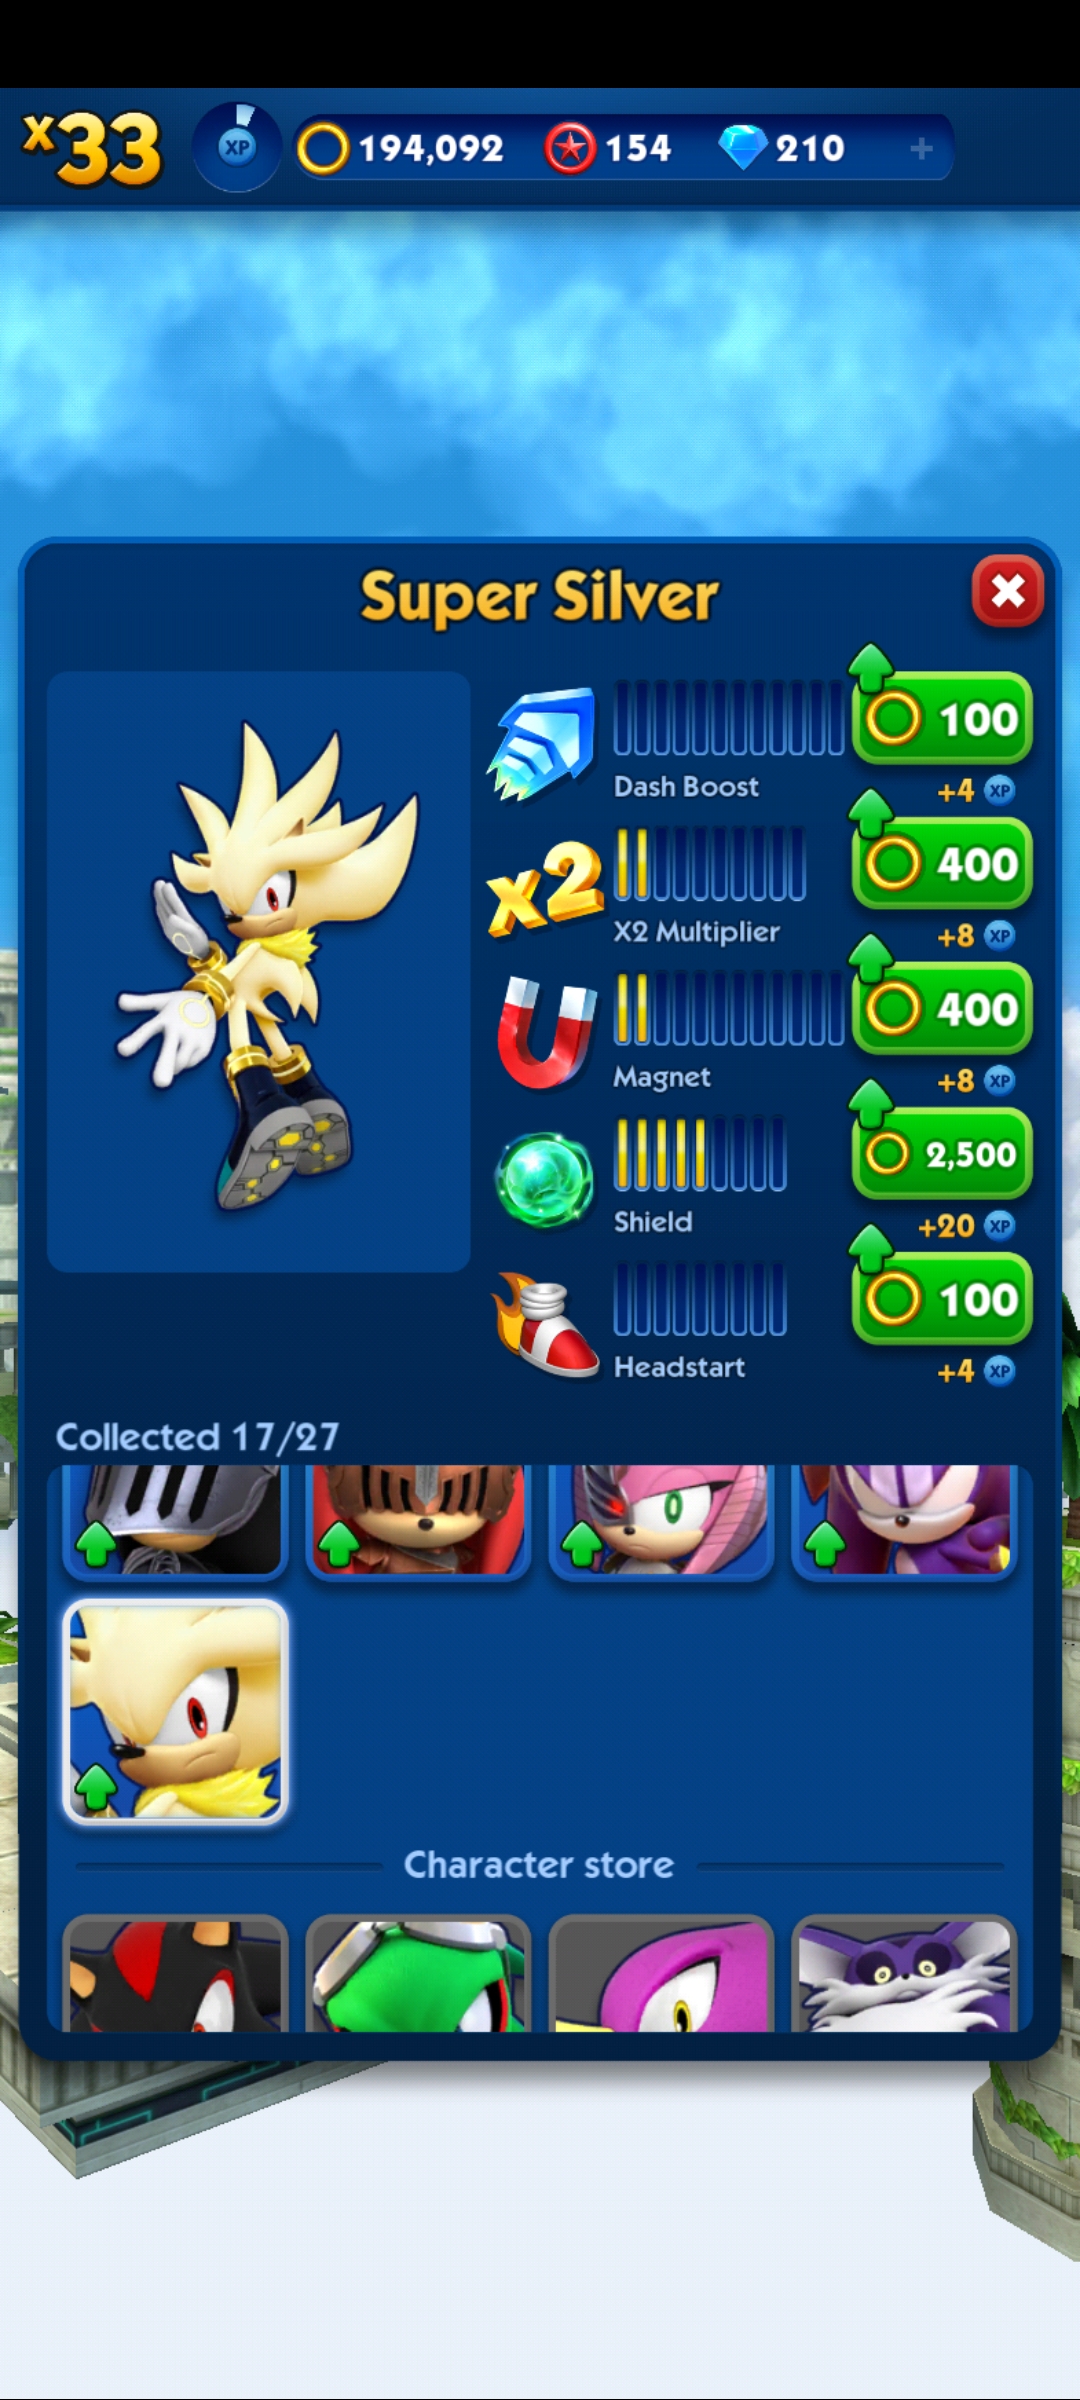 x33
XP
194,092
154
210
+
Super Silver
100
Dash Boost
+4 XP
x2
400
X2 Multiplier
+8 XP
400
Magnet
+8 XP
2,500
Shield
+20 XP
100
Headstart
+4 XP
Collected 17/27
Character store